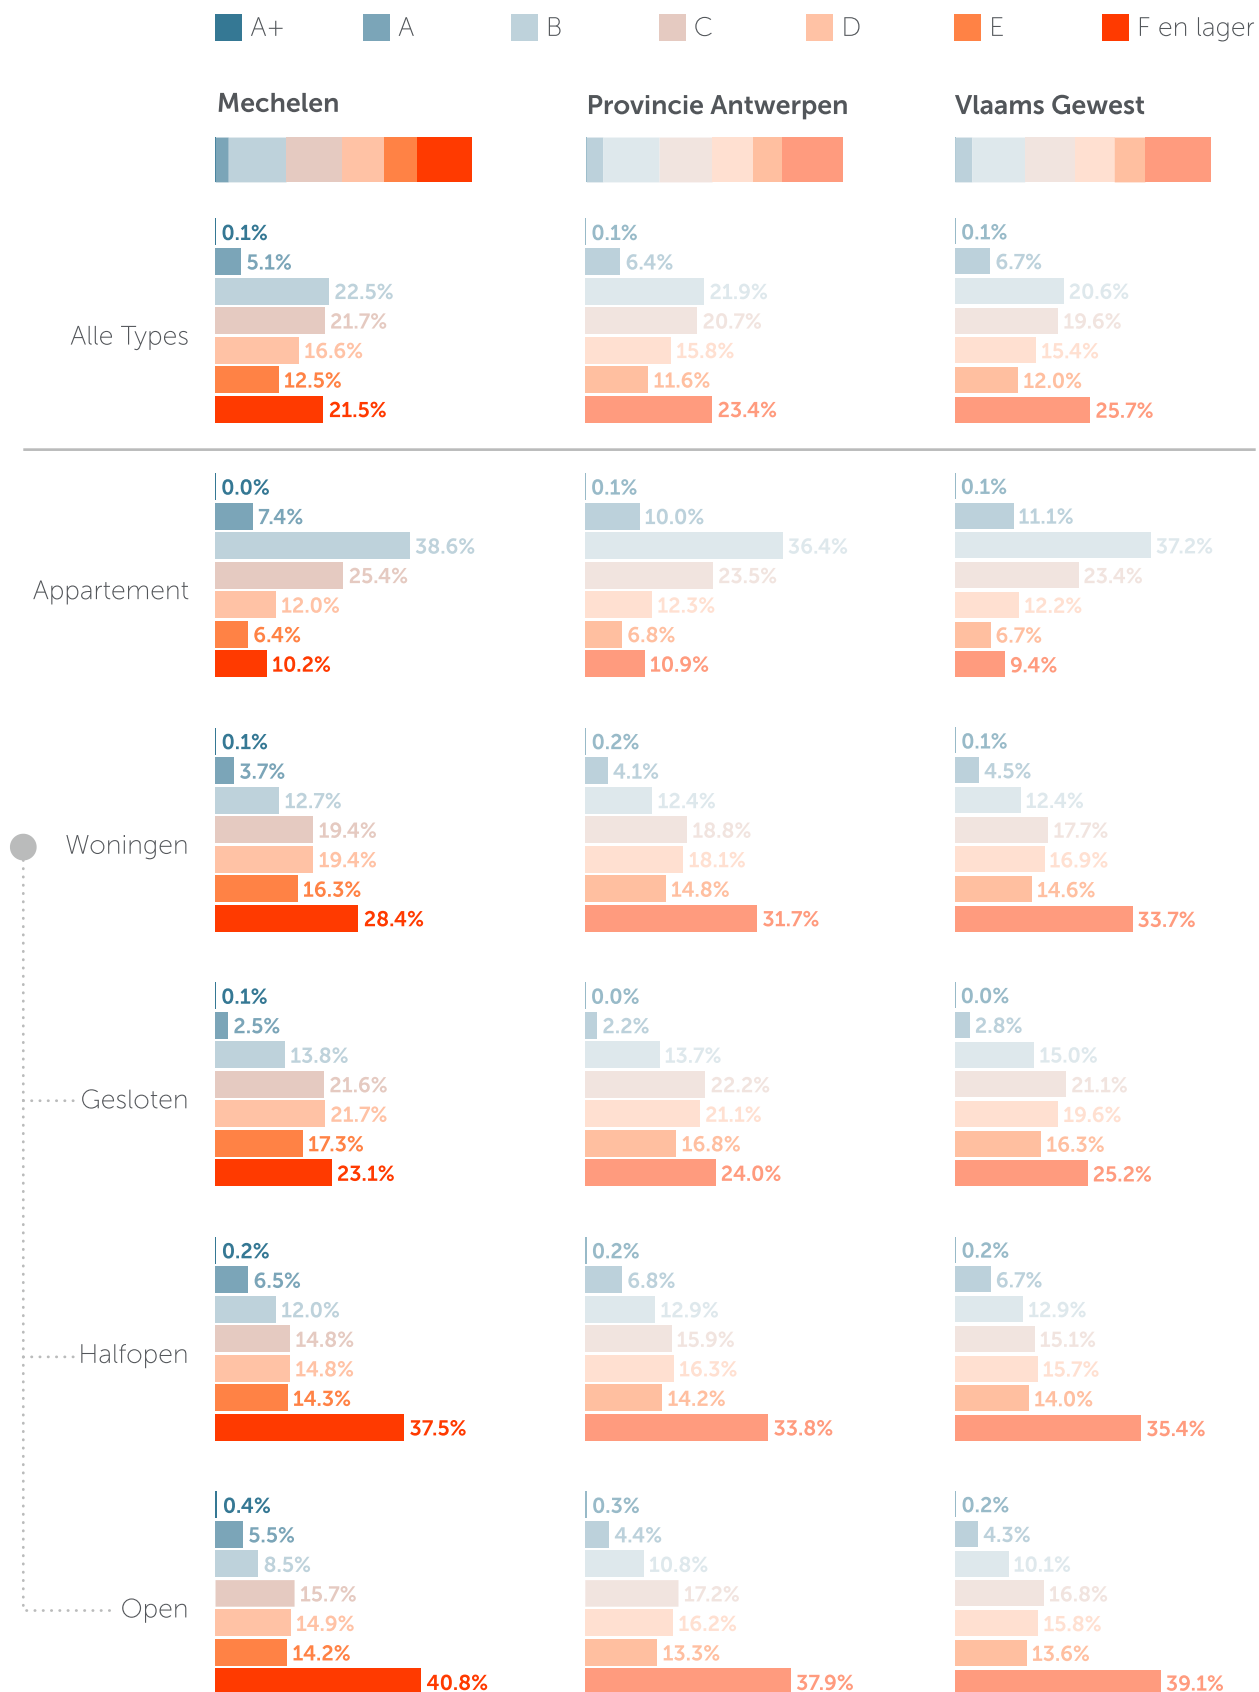 A+ A B C D E F en lager
Mechelen Provincie Antwerpen Vlaams Gewest
Alle Types
0.1% 0.1% 0.1%
5.1% 6.4% 6.7%
22.5% 21.9% 20.6%
21.7% 20.7% 19.6%
16.6% 15.8% 15.4%
12.5% 11.6% 12.0%
21.5% 23.4% 25.7%
Appartement
0.0% 0.1% 0.1%
7.4% 10.0% 11.1%
38.6% 36.4% 37.2%
25.4% 23.5% 23.4%
12.0% 12.3% 12.2%
6.4% 6.8% 6.7%
10.2% 10.9% 9.4%
Woningen
0.1% 0.2% 0.1%
3.7% 4.1% 4.5%
12.7% 12.4% 12.4%
19.4% 18.8% 17.7%
19.4% 18.1% 16.9%
16.3% 14.8% 14.6%
28.4% 31.7% 33.7%
Gesloten
0.1% 0.0% 0.0%
2.5% 2.2% 2.8%
13.8% 13.7% 15.0%
21.6% 22.2% 21.1%
21.7% 21.1% 19.6%
17.3% 16.8% 16.3%
23.1% 24.0% 25.2%
Halfopen
0.2% 0.2% 0.2%
6.5% 6.8% 6.7%
12.0% 12.9% 12.9%
14.8% 15.9% 15.1%
14.8% 16.3% 15.7%
14.3% 14.2% 14.0%
37.5% 33.8% 35.4%
Open
0.4% 0.3% 0.2%
5.5% 4.4% 4.3%
8.5% 10.8% 10.1%
15.7% 17.2% 16.8%
14.9% 16.2% 15.8%
14.2% 13.3% 13.6%
40.8% 37.9% 39.1%